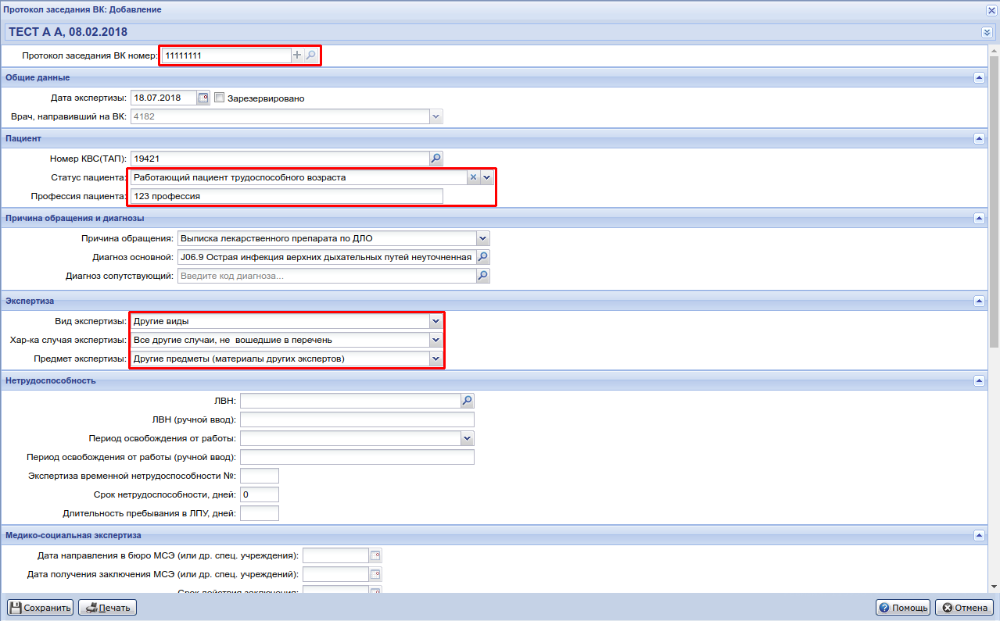 Протокол заседания ВК: Добавление
ТЕСТ А А, 08.02.2018
Протокол заседания ВК номер: 11111111
Общие данные
Дата экспертизы: 18.07.2018 Зарезервировано
Врач, направивший на ВК: 4182
Пациент
Номер КВС(ТАП): 19421
Статус пациента: Работающий пациент трудоспособного возраста
Профессия пациента: 123 профессия
Причина обращения и диагнозы
Причина обращения: Выписка лекарственного препарата по ДЛО
Диагноз основной: J06.9 Острая инфекция верхних дыхательных путей неуточненная
Диагноз сопутствующий: Введите код диагноза...
Экспертиза
Вид экспертизы: Другие виды
Хар-ка случая экспертизы: Все другие случаи, не вошедшие в перечень
Предмет экспертизы: Другие предметы (материалы других экспертов)
Нетрудоспособность
ЛВН:
ЛВН (ручной ввод):
Период освобождения от работы:
Период освобождения от работы (ручной ввод):
Экспертиза временной нетрудоспособности №:
Срок нетрудоспособности, дней: 0
Длительность пребывания в ЛПУ, дней:
Медико-социальная экспертиза
Дата направления в бюро МСЭ (или др. спец. учреждения):
Дата получения заключения МСЭ (или др. спец. учреждений):
Срок действия заключения:
Сохранить Печать Помощь Отмена